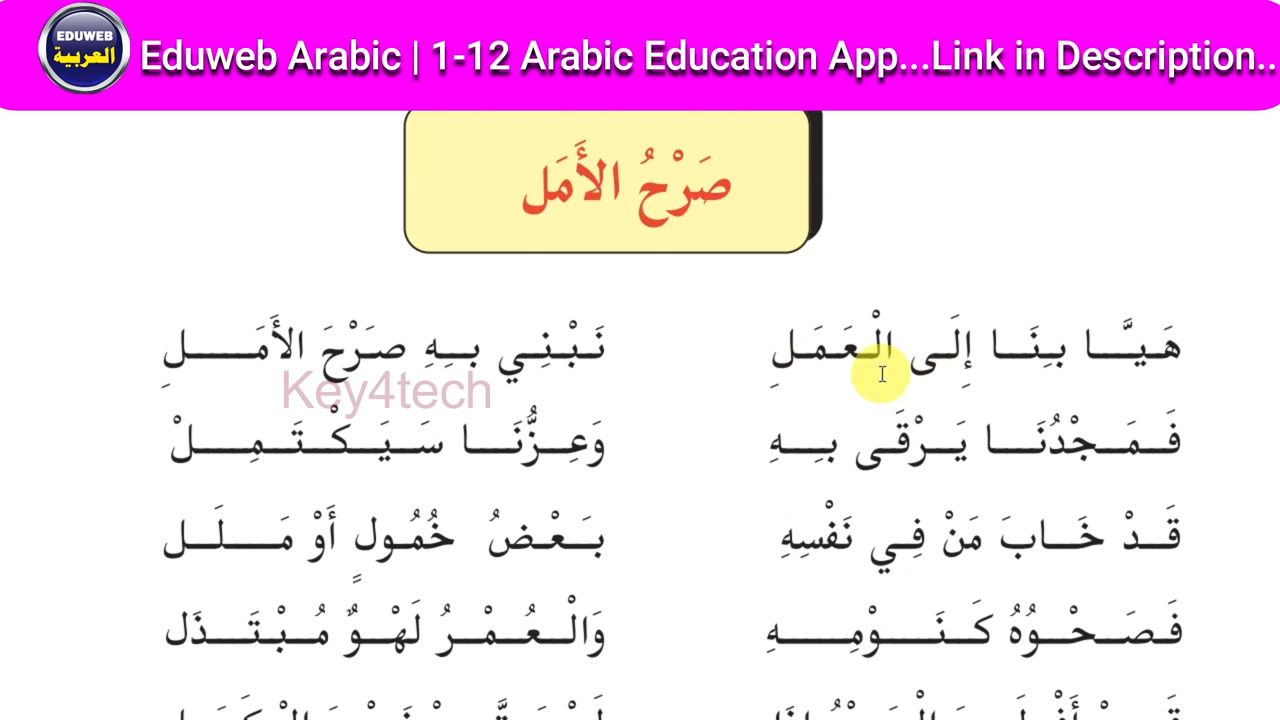 EDUWEB
العربية
Eduweb Arabic | 1-12 Arabic Education App...Link in Description..
صَرْحُ الأَمَل
هَيَّا بِنَا إِلَى الْعَمَلِ نَبْنِي بِهِ صَرْحَ الأَمَلِ
Key4tech
فَمَجْدُنَا يَرْقَى بِهِ وَعِزُّنَا سَيَكْتَمِلْ
قَدْ خَابَ مَنْ فِي نَفْسِهِ بَعْضُ خُمُولٍ أَوْ مَلَل
فَصَحْوُهُ كَنَوْمِهِ وَالْعُمْرُ لَهْوٌ مُبْتَذَل